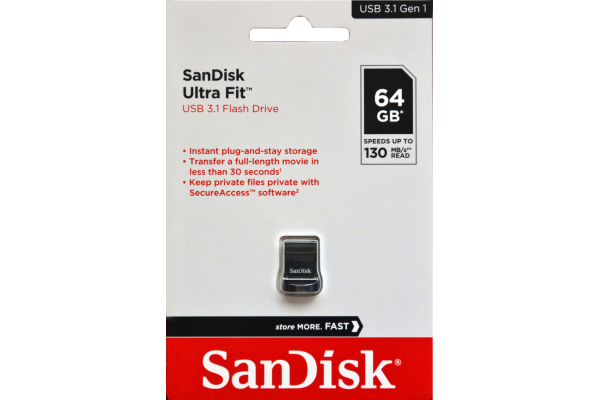 USB 3.1 Gen 1
SanDisk
Ultra Fit™
USB 3.1 Flash Drive
64
GB*
SPEEDS UP TO
130 MB/s**
READ
• Instant plug-and-stay storage
• Transfer a full-length movie in
less than 30 seconds¹
• Keep private files private with
SecureAccess™ software²
SanDisk
store MORE. FAST
SanDisk®